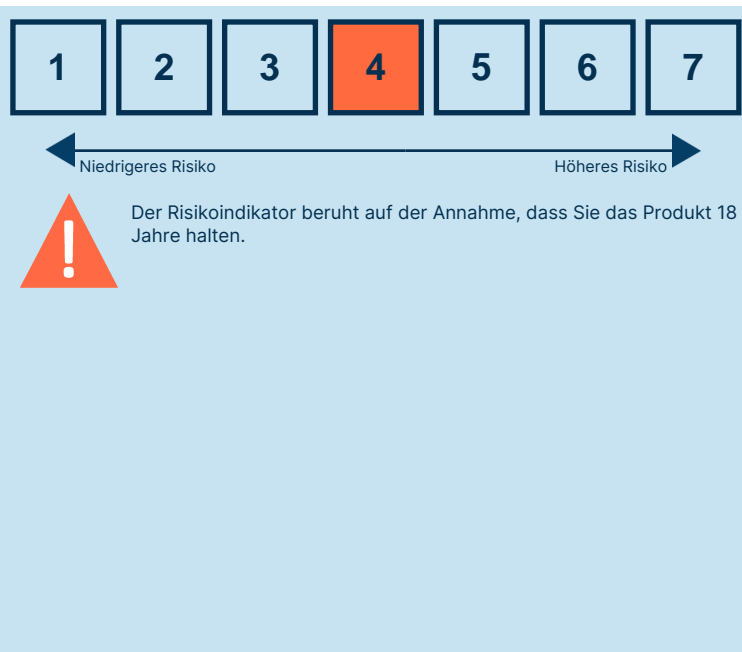 1 2 3 4 5 6 7
Niedrigeres Risiko Höheres Risiko
!
Der Risikoindikator beruht auf der Annahme, dass Sie das Produkt 18
Jahre halten.